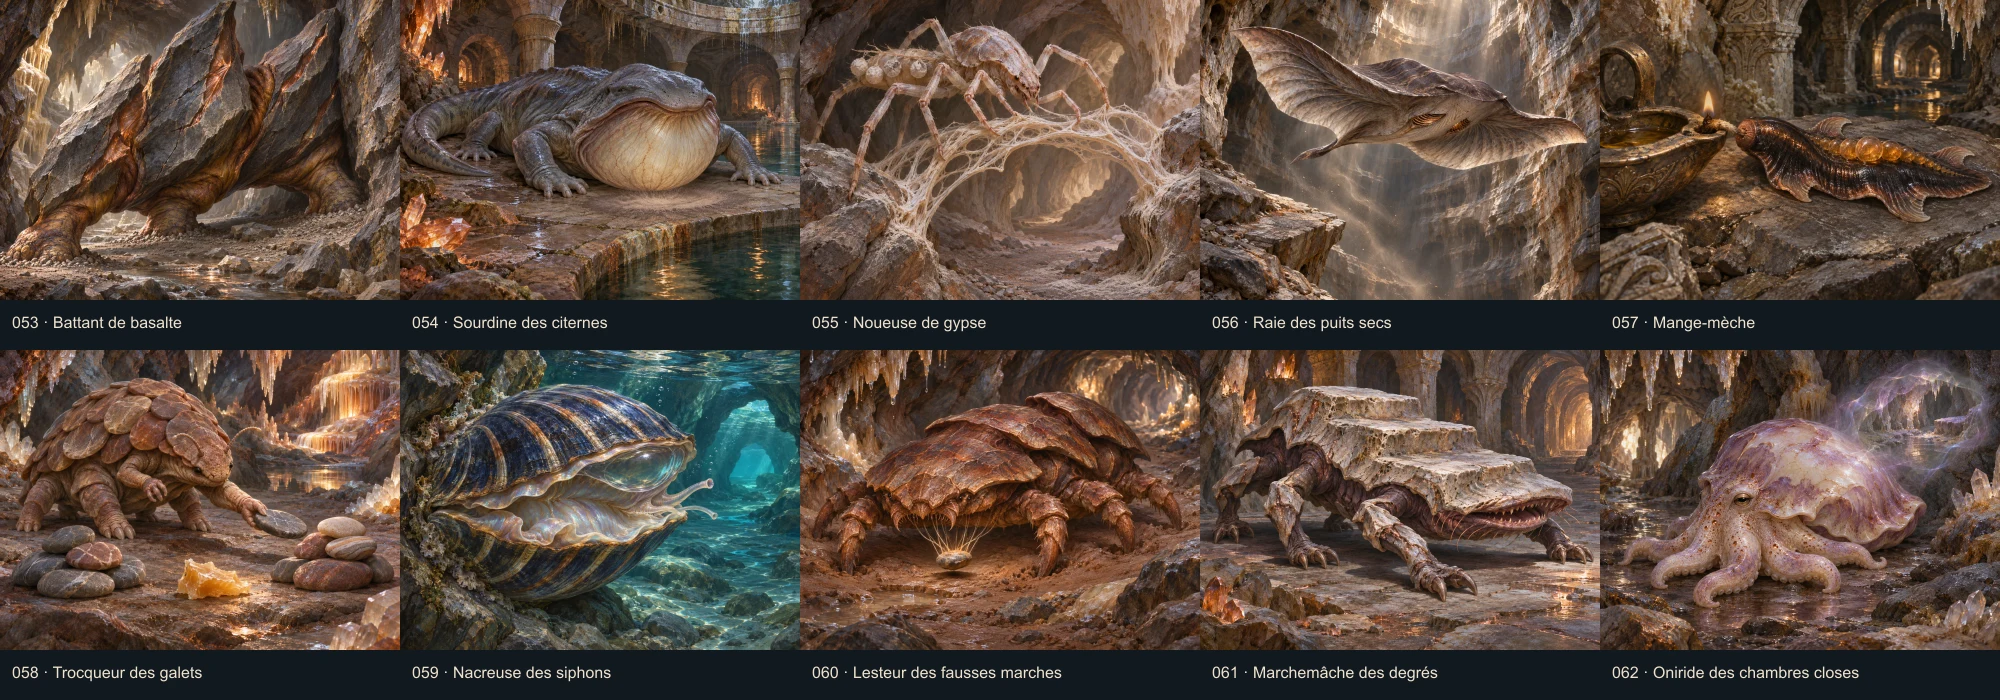 053 · Battant de basalte
054 · Sourdine des citernes
055 · Noueuse de gypse
056 · Raie des puits secs
057 · Mange-mèche
058 · Trocqueur des galets
059 · Nacreuse des siphons
060 · Lesteur des fausses marches
061 · Marchemâche des degrés
062 · Oniride des chambres closes